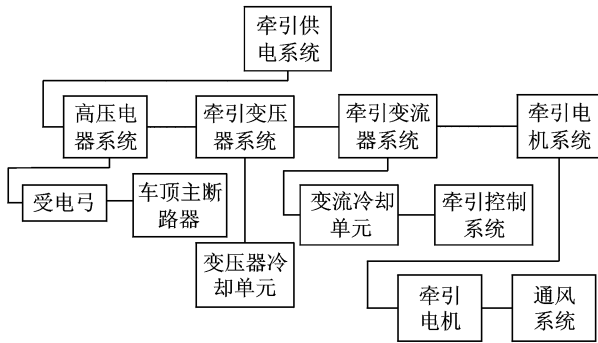 牵引供
电系统
高压电
器系统
牵引变压
器系统
牵引变流
器系统
牵引电
机系统
受电弓
车顶主断
路器
变流冷却
单元
牵引控制
系统
变压器冷
却单元
牵引
电机
通风
系统